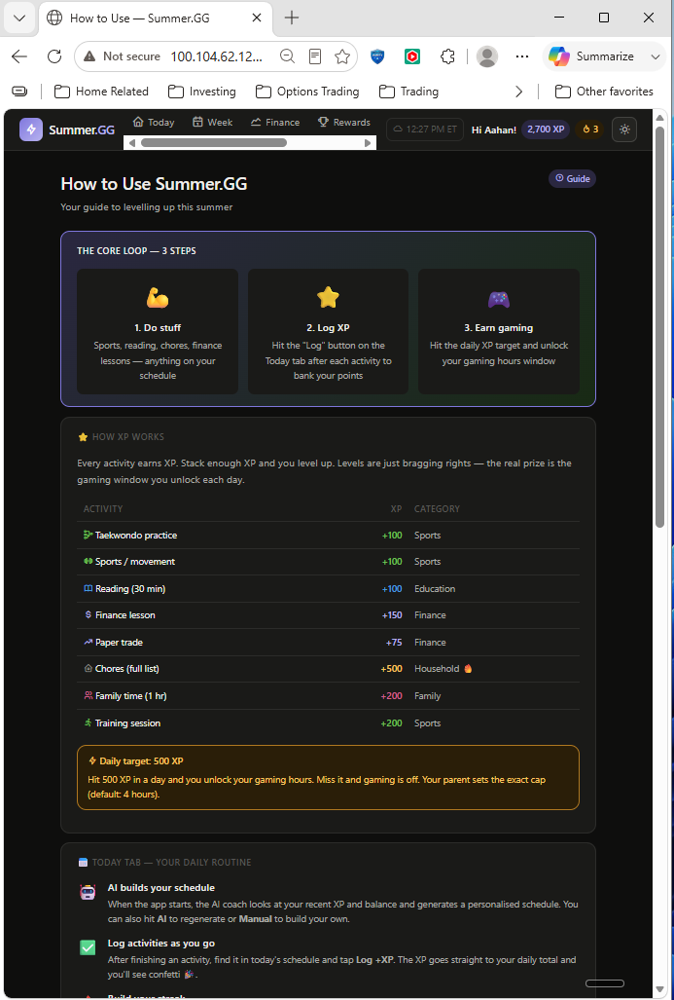 How to Use — Summer.GG
Not secure 100.104.62.12...
Summarize
Home Related Investing Options Trading Trading Other favorites
Summer.GG Today Week Finance Rewards 12:27 PM ET Hi Aahan! 2,700 XP 3
How to Use Summer.GG
Guide
Your guide to levelling up this summer
THE CORE LOOP — 3 STEPS
1. Do stuff
Sports, reading, chores, finance
lessons — anything on your
schedule
2. Log XP
Hit the "Log" button on the
Today tab after each activity to
bank your points
3. Earn gaming
Hit the daily XP target and unlock
your gaming hours window
HOW XP WORKS
Every activity earns XP. Stack enough XP and you level up. Levels are just bragging rights — the real prize is the
gaming window you unlock each day.
ACTIVITY XP CATEGORY
Taekwondo practice +100 Sports
Sports / movement +100 Sports
Reading (30 min) +100 Education
Finance lesson +150 Finance
Paper trade +75 Finance
Chores (full list) +500 Household
Family time (1 hr) +200 Family
Training session +200 Sports
Daily target: 500 XP
Hit 500 XP in a day and you unlock your gaming hours. Miss it and gaming is off. Your parent sets the exact cap
(default: 4 hours).
TODAY TAB — YOUR DAILY ROUTINE
AI builds your schedule
When the app starts, the AI coach looks at your recent XP and balance and generates a personalised schedule. You
can also hit AI to regenerate or Manual to build your own.
Log activities as you go
After finishing an activity, find it in today's schedule and tap Log +XP. The XP goes straight to your daily total and
you'll see confetti 🎉.
Build your streak